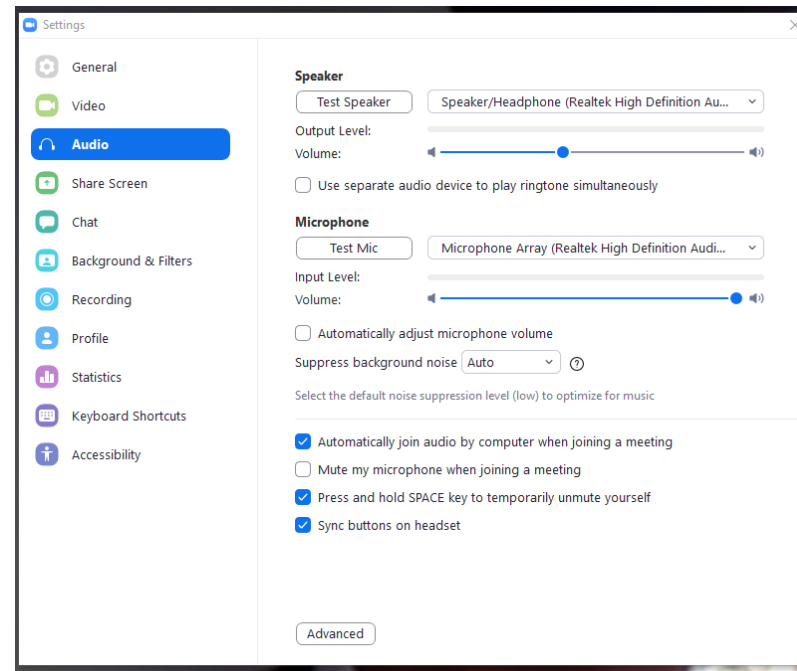 Settings
General
Video
Audio
Share Screen
Chat
Background & Filters
Recording
Profile
Statistics
Keyboard Shortcuts
Accessibility
Speaker
Test Speaker
Speaker/Headphone (Realtek High Definition Au...
Output Level:
Volume:
Use separate audio device to play ringtone simultaneously
Microphone
Test Mic
Microphone Array (Realtek High Definition Audi...
Input Level:
Volume:
Automatically adjust microphone volume
Suppress background noise Auto ?
Select the default noise suppression level (low) to optimize for music
Automatically join audio by computer when joining a meeting
Mute my microphone when joining a meeting
Press and hold SPACE key to temporarily unmute yourself
Sync buttons on headset
Advanced